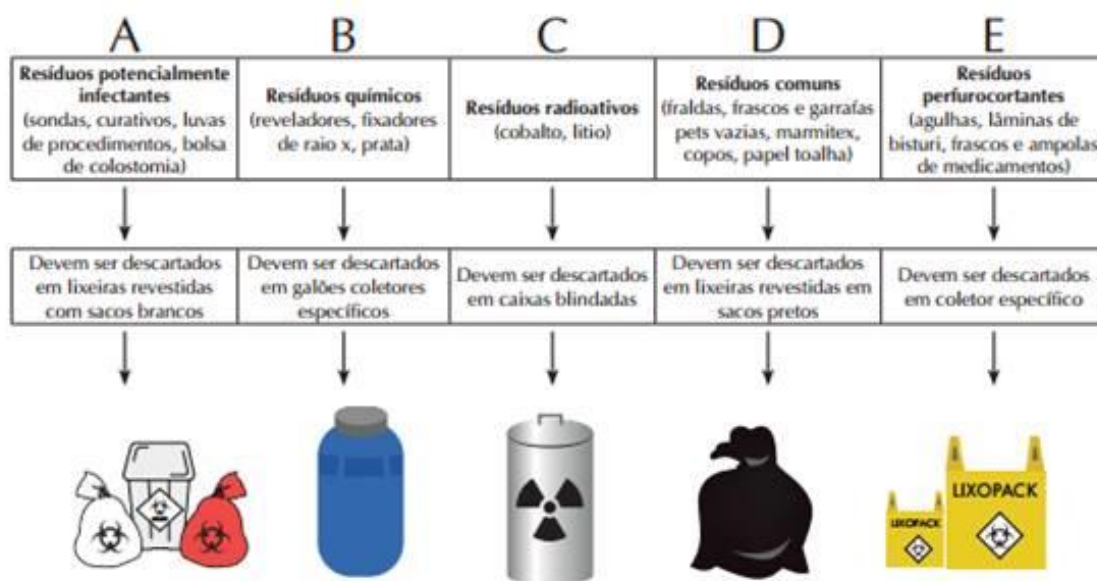 A
B
C
D
E
Resíduos potencialmente
infectantes
(sondas, curativos, luvas
de procedimentos, bolsa
de colostomia)
Resíduos químicos
(reveladores, fixadores
de raio x, prata)
Resíduos radioativos
(cobalto, lítio)
Resíduos comuns
(fraldas, frascos e garrafas
pets vazias, marmitex,
copos, papel toalha)
Resíduos
perfurocortantes
(agulhas, lâminas de
bisturi, frascos e ampolas
de medicamentos)
Devem ser descartados
em lixeiras revestidas
com sacos brancos
Devem ser descartados
em galões coletores
específicos
Devem ser descartados
em caixas blindadas
Devem ser descartados
em lixeiras revestidas em
sacos pretos
Devem ser descartados
em coletor específico
LIXOPACK
LIXOPACK